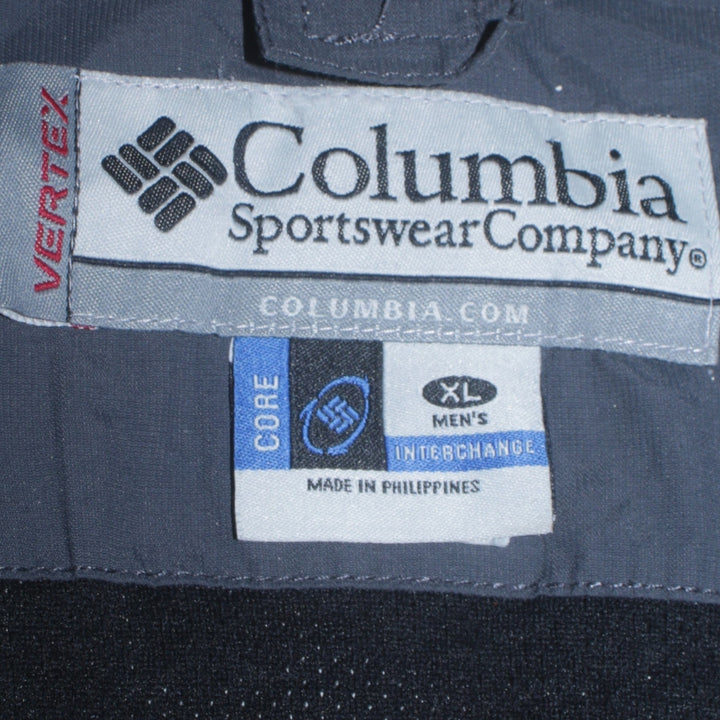 VERTEX
Columbia
Sportswear Company®
COLUMBIA.COM
CORE
XL
MEN'S
INTERCHANGE
MADE IN PHILIPPINES